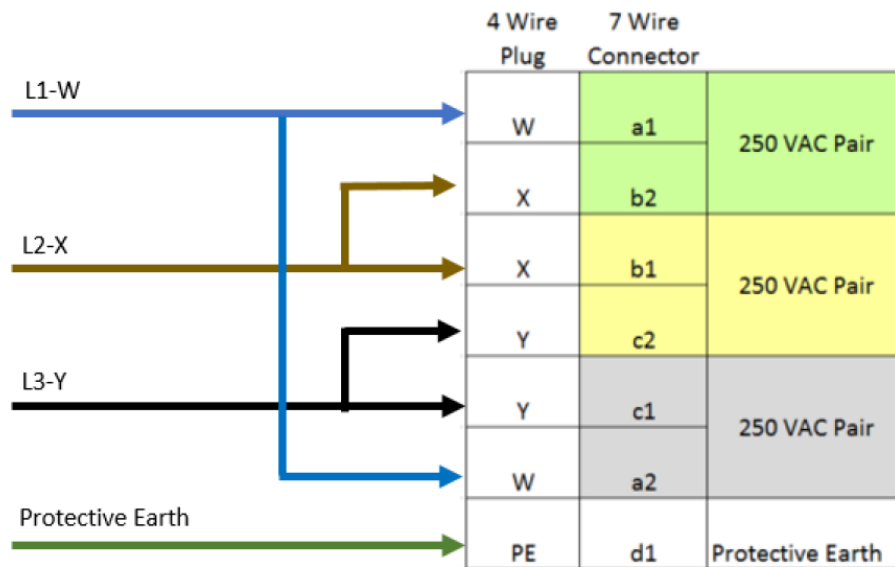 4 Wire Plug
7 Wire Connector
L1-W
W
a1
250 VAC Pair
X
b2
L2-X
X
b1
250 VAC Pair
Y
c2
L3-Y
Y
c1
250 VAC Pair
W
a2
Protective Earth
PE
d1
Protective Earth